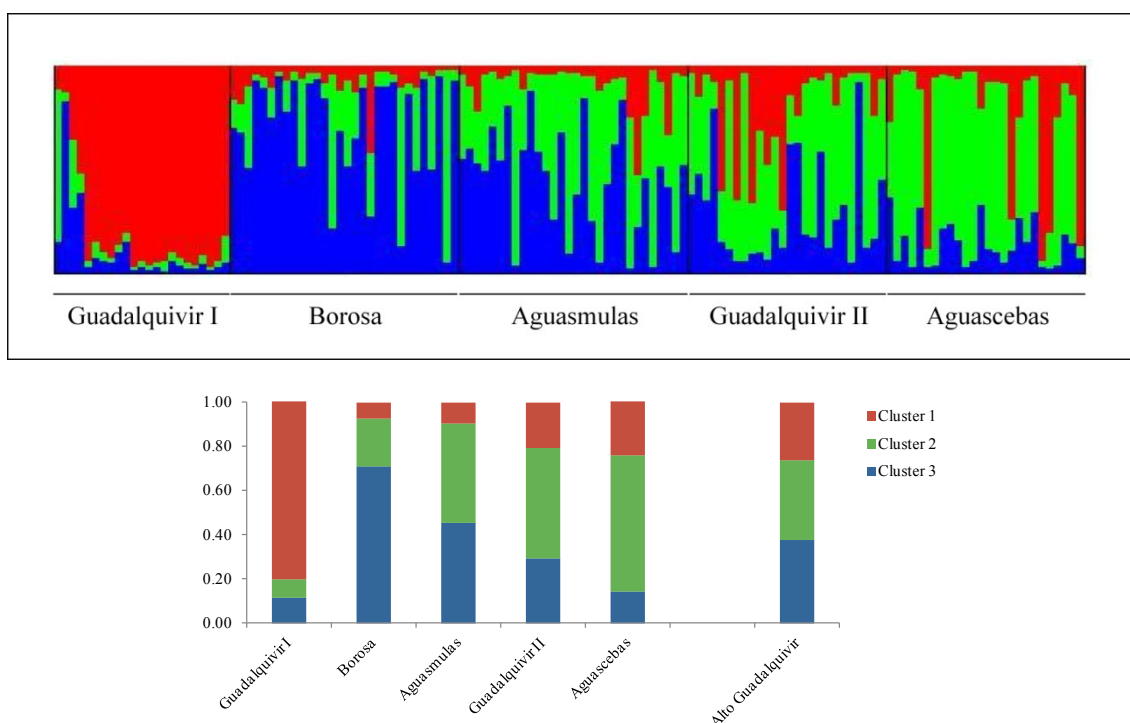 Guadalquivir I
Borosa
Aguasmulas
Guadalquivir II
Aguascebas
1.00
0.80
0.60
0.40
0.20
0.00
Guadalquivir I
Borosa
Aguasmulas
Guadalquivir II
Aguascebas
Alto Guadalquivir
Cluster 1
Cluster 2
Cluster 3